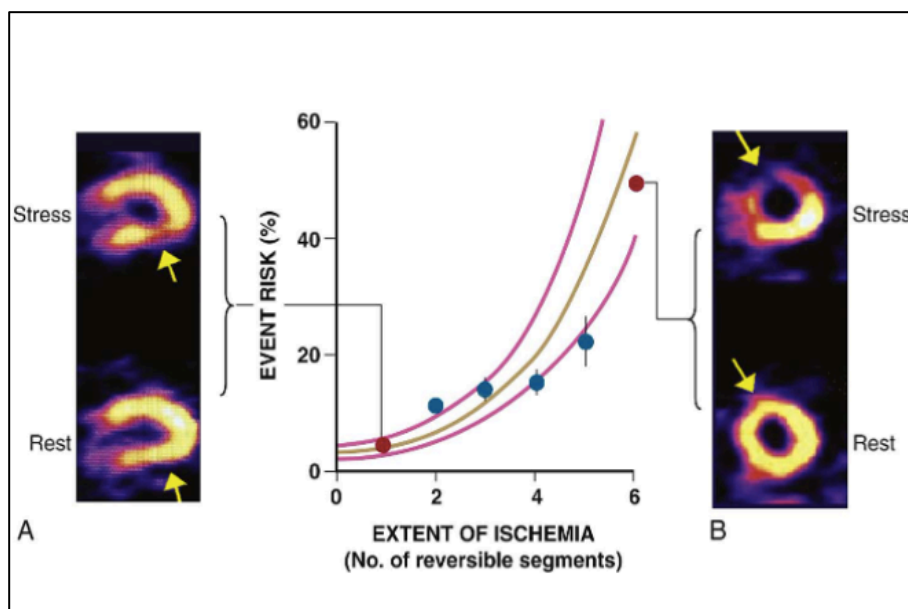 Stress
Rest
A
EVENT RISK (%)
60
40
20
0
0 2 4 6
EXTENT OF ISCHEMIA
(No. of reversible segments)
Stress
Rest
B